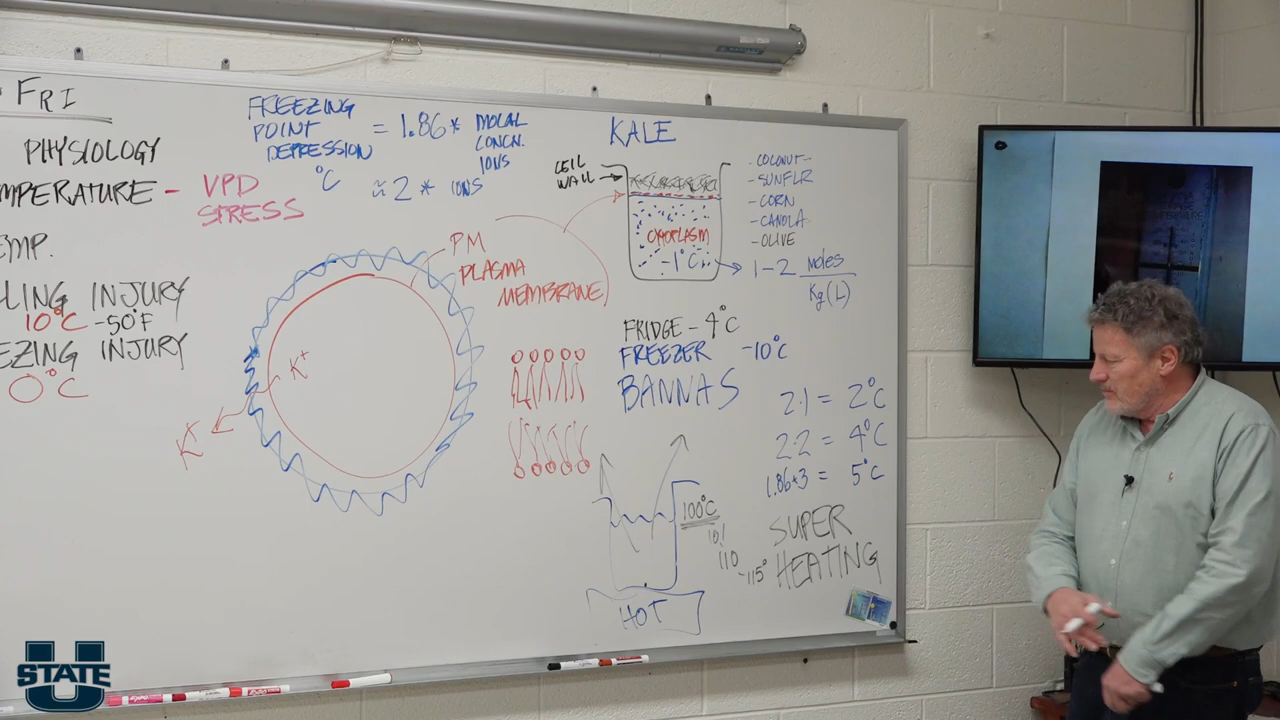 FRI
PHYSIOLOGY
MPERATURE - VPD
STRESS
EMP.
LLING INJURY
10°C -50°F
EZING INJURY
0°C
FREEZING
POINT
DEPRESSION
°C
= 1.86 * MOLAL
CONCN.
IONS
≈ 2 * IONS
PM
PLASMA
MEMBRANE
K+
K
KALE
CELL
WALL
CYTOPLASM
-1°C
- COCONUT-
- SUNFLR
- CORN
- CANOLA
- OLIVE
1-2 moles
Kg (L)
FRIDGE - 4°C
FREEZER -10°C
BANNAS
2·1 = 2°C
2·2 = 4°C
1.86*3 = 5°C
100°C
101
110
-115°
SUPER
HEATING
HOT
U
STATE